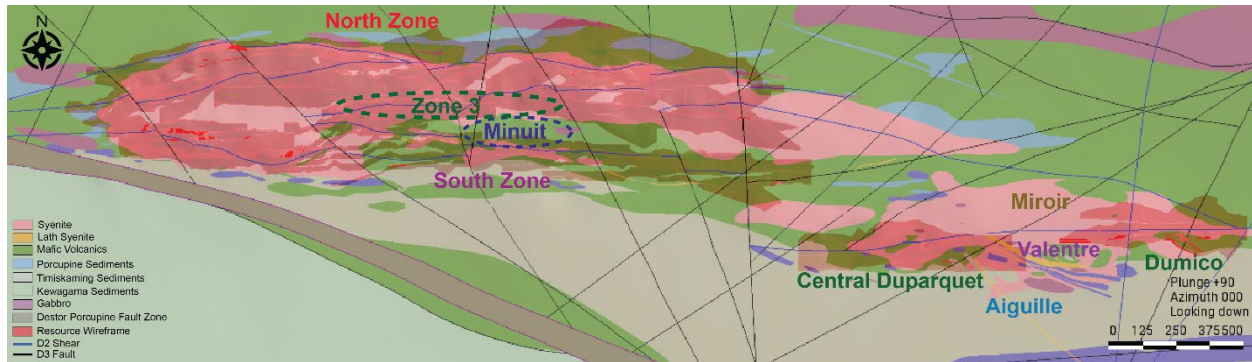 N
North Zone
Zone 3
Minuit
South Zone
Miroir
Valentre
Central Duparquet
Dumico
Aiguille
Syenite
Lath Syenite
Mafic Volcanics
Porcupine Sediments
Timiskaming Sediments
Kewagama Sediments
Gabbro
Destor Porcupine Fault Zone
Resource Wireframe
D2 Shear
D3 Fault
Plunge +90
Azimuth 000
Looking down
0 125 250 375 500